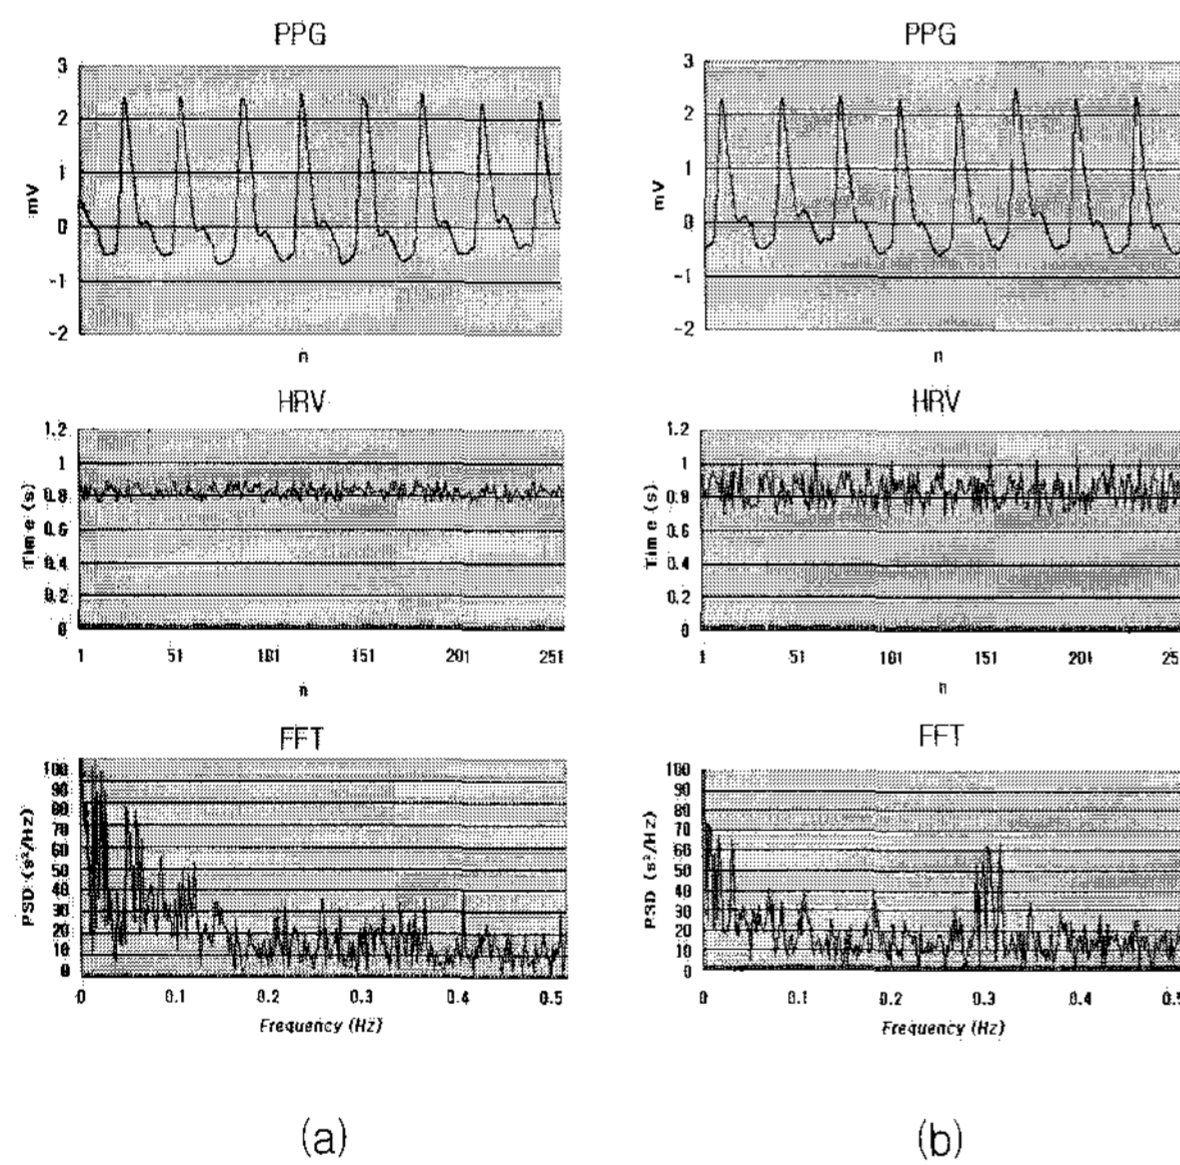 PPG
3
2
1
0
-1
-2
mV
n
HRV
1.2
1
0.8
0.6
0.4
0.2
0
Time (s)
1 51 101 151 201 251
n
FFT
100
90
80
70
60
50
40
30
20
10
0
PSD (s²/Hz)
0 0.1 0.2 0.3 0.4 0.5
Frequency (Hz)
(a)
PPG
3
2
1
0
-1
-2
mV
n
HRV
1.2
1
0.8
0.6
0.4
0.2
0
Time (s)
1 51 101 151 201 25
n
FFT
100
90
80
70
60
50
40
30
20
10
0
PSD (s²/Hz)
0 0.1 0.2 0.3 0.4 0.5
Frequency (Hz)
(b)